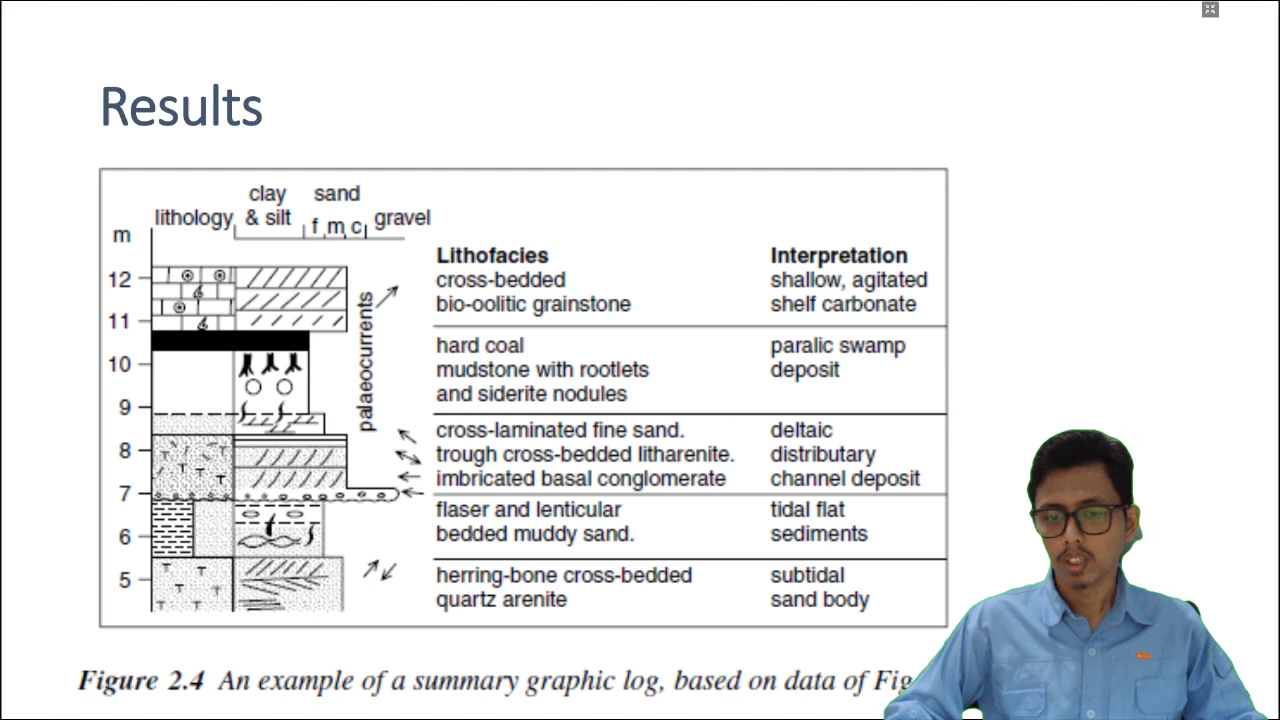 Results
clay sand
lithology & silt f m c gravel
m
Lithofacies Interpretation
12 cross-bedded shallow, agitated
bio-oolitic grainstone shelf carbonate
11
palaeocurrents
hard coal paralic swamp
10 mudstone with rootlets deposit
and siderite nodules
9
cross-laminated fine sand. deltaic
8 trough cross-bedded litharenite. distributary
imbricated basal conglomerate channel deposit
7
flaser and lenticular tidal flat
6 bedded muddy sand. sediments
5 herring-bone cross-bedded subtidal
quartz arenite sand body
Figure 2.4 An example of a summary graphic log, based on data of